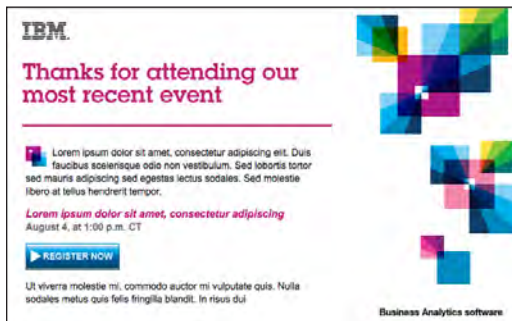 IBM.
Thanks for attending our
most recent event
Lorem ipsum dolor sit amet, consectetur adipiscing elit. Duis
faucibus scelerisque odio non vestibulum. Sed lobortis tortor
sed mauris adipiscing sed egestas lectus sodales. Sed molestie
libero at tellus hendrerit tempor.
Lorem ipsum dolor sit amet, consectetur adipiscing
August 4, at 1:00 p.m. CT
REGISTER NOW
Ut viverra molestie mi, commodo auctor mi vulputate quis. Nulla
sodales metus quis felis fringilla blandit. In risus dui
Business Analytics software